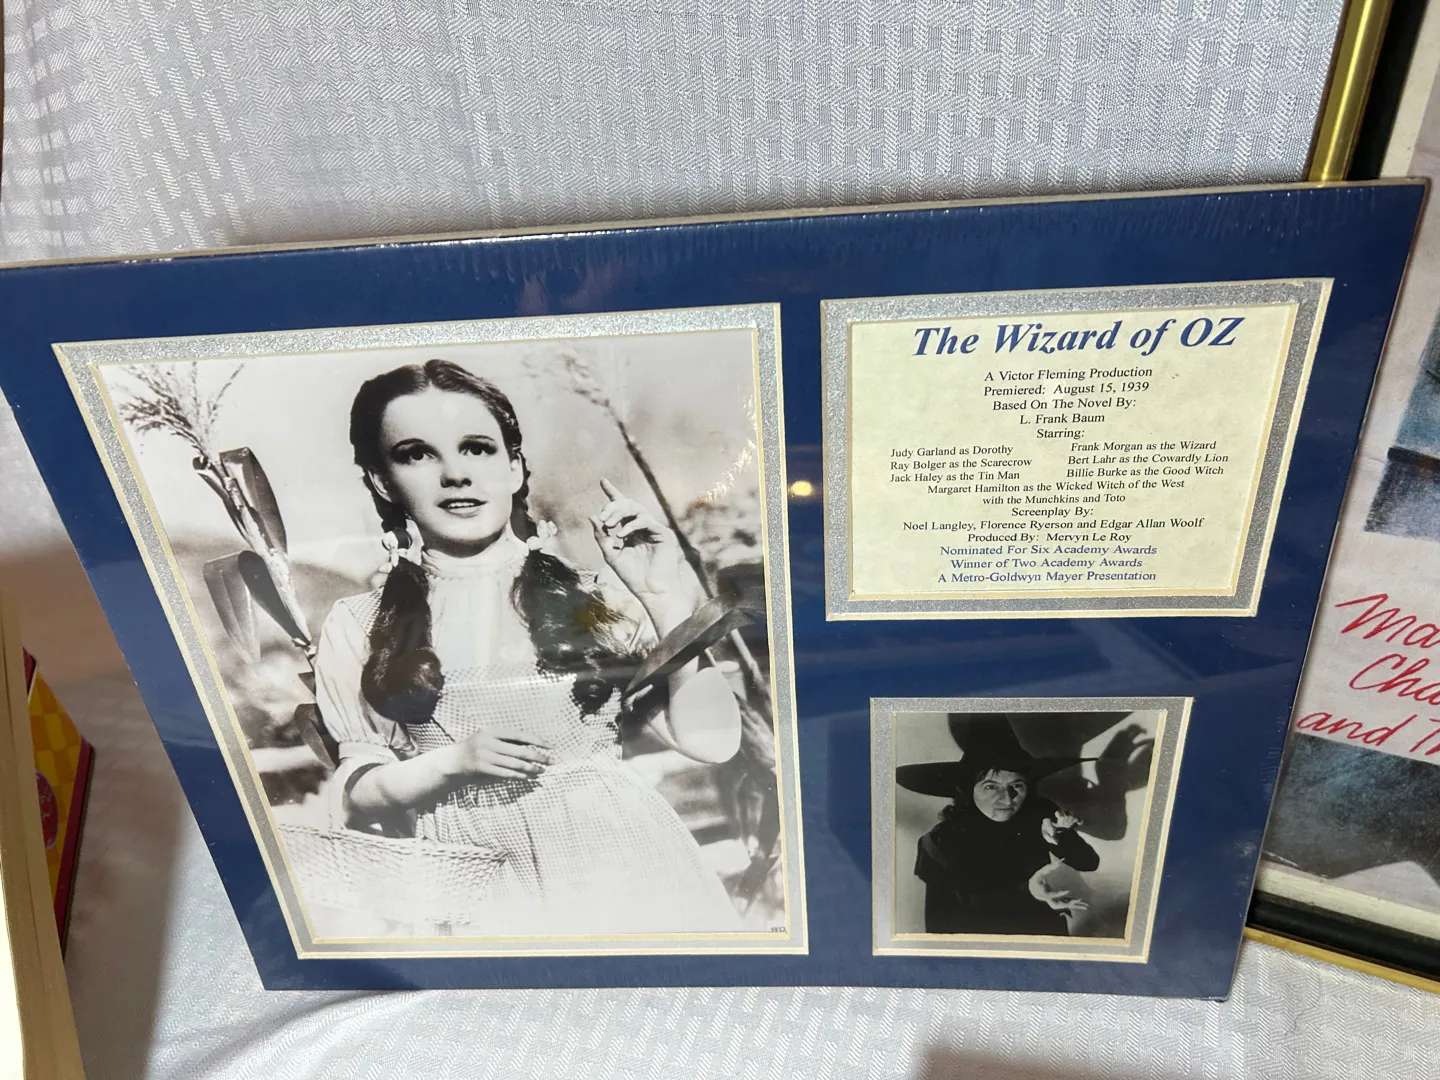 The Wizard of OZ
A Victor Fleming Production
Premiered: August 15, 1939
Based On The Novel By:
L. Frank Baum
Starring:
Judy Garland as Dorothy Frank Morgan as the Wizard
Ray Bolger as the Scarecrow Bert Lahr as the Cowardly Lion
Jack Haley as the Tin Man Billie Burke as the Good Witch
Margaret Hamilton as the Wicked Witch of the West
with the Munchkins and Toto
Screenplay By:
Noel Langley, Florence Ryerson and Edgar Allan Woolf
Produced By: Mervyn Le Roy
Nominated For Six Academy Awards
Winner of Two Academy Awards
A Metro-Goldwyn Mayer Presentation
WO
and